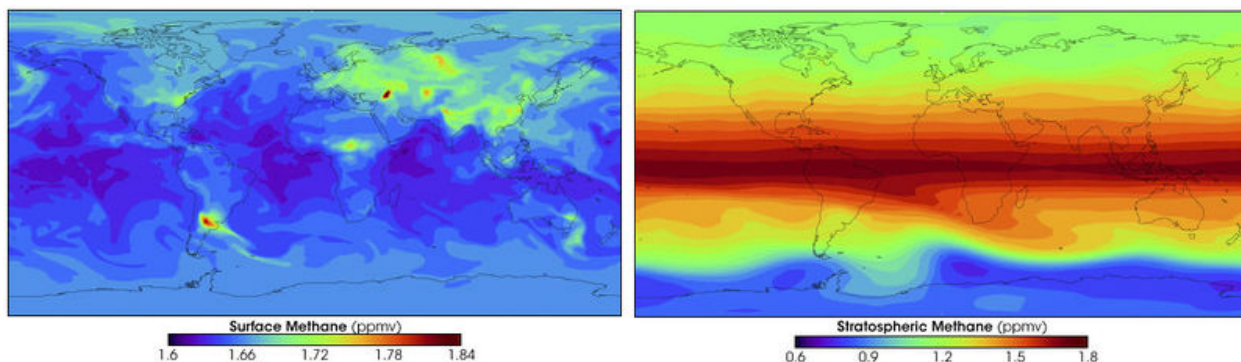 Surface Methane (ppmv)
1.6 1.66 1.72 1.78 1.84
Stratospheric Methane (ppmv)
0.6 0.9 1.2 1.5 1.8